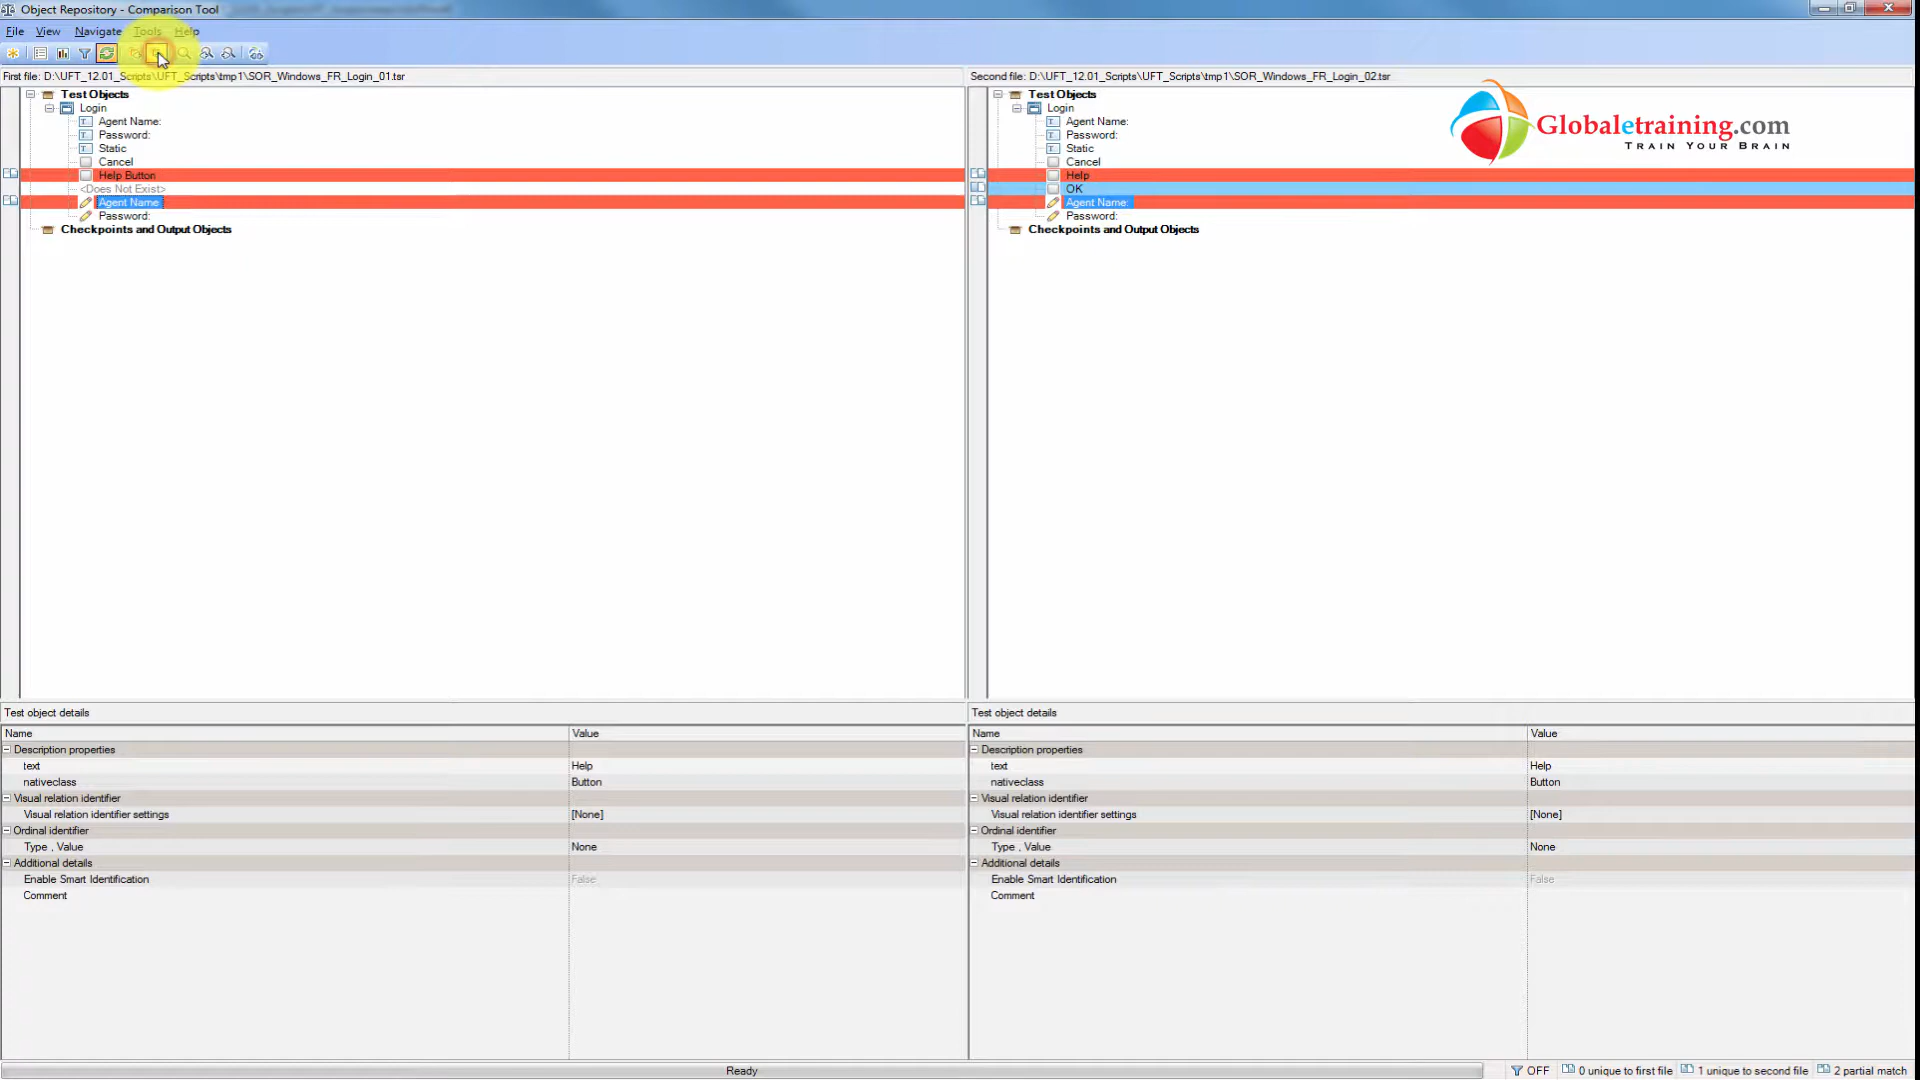 Object Repository - Comparison Tool
File View Navigate Tools Help
First file: D:\UFT_12.01_Scripts\UFT_Scripts\tmp1\SOR_Windows_FR_Login_01.tsr
Second file: D:\UFT_12.01_Scripts\UFT_Scripts\tmp1\SOR_Windows_FR_Login_02.tsr
Test Objects
Login
Agent Name:
Password:
Static
Cancel
Help Button
<Does Not Exist>
Agent Name
Password:
Checkpoints and Output Objects
Test Objects
Login
Agent Name:
Password:
Static
Cancel
Help
OK
Agent Name:
Password:
Checkpoints and Output Objects
Globaletraining.com
TRAIN YOUR BRAIN
Test object details
Name Value
Description properties
text Help
nativeclass Button
Visual relation identifier
Visual relation identifier settings [None]
Ordinal identifier
Type , Value None
Additional details
Enable Smart Identification False
Comment
Test object details
Name Value
Description properties
text Help
nativeclass Button
Visual relation identifier
Visual relation identifier settings [None]
Ordinal identifier
Type , Value None
Additional details
Enable Smart Identification False
Comment
Ready OFF 0 unique to first file 1 unique to second file 2 partial match